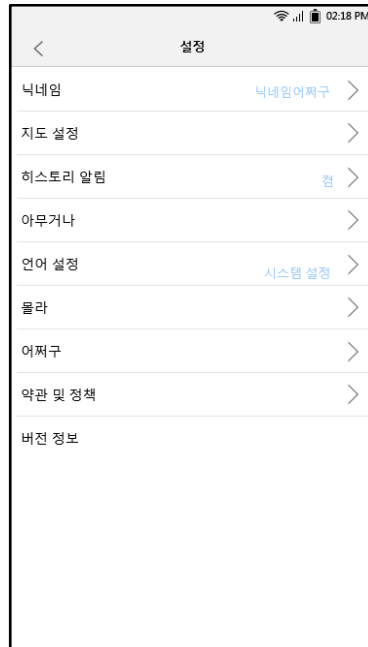 02:18 PM
설정
닉네임 닉네임어쩌구
지도 설정
히스토리 알림 켬
아무거나
언어 설정 시스템 설정
몰라
어쩌구
약관 및 정책
버전 정보